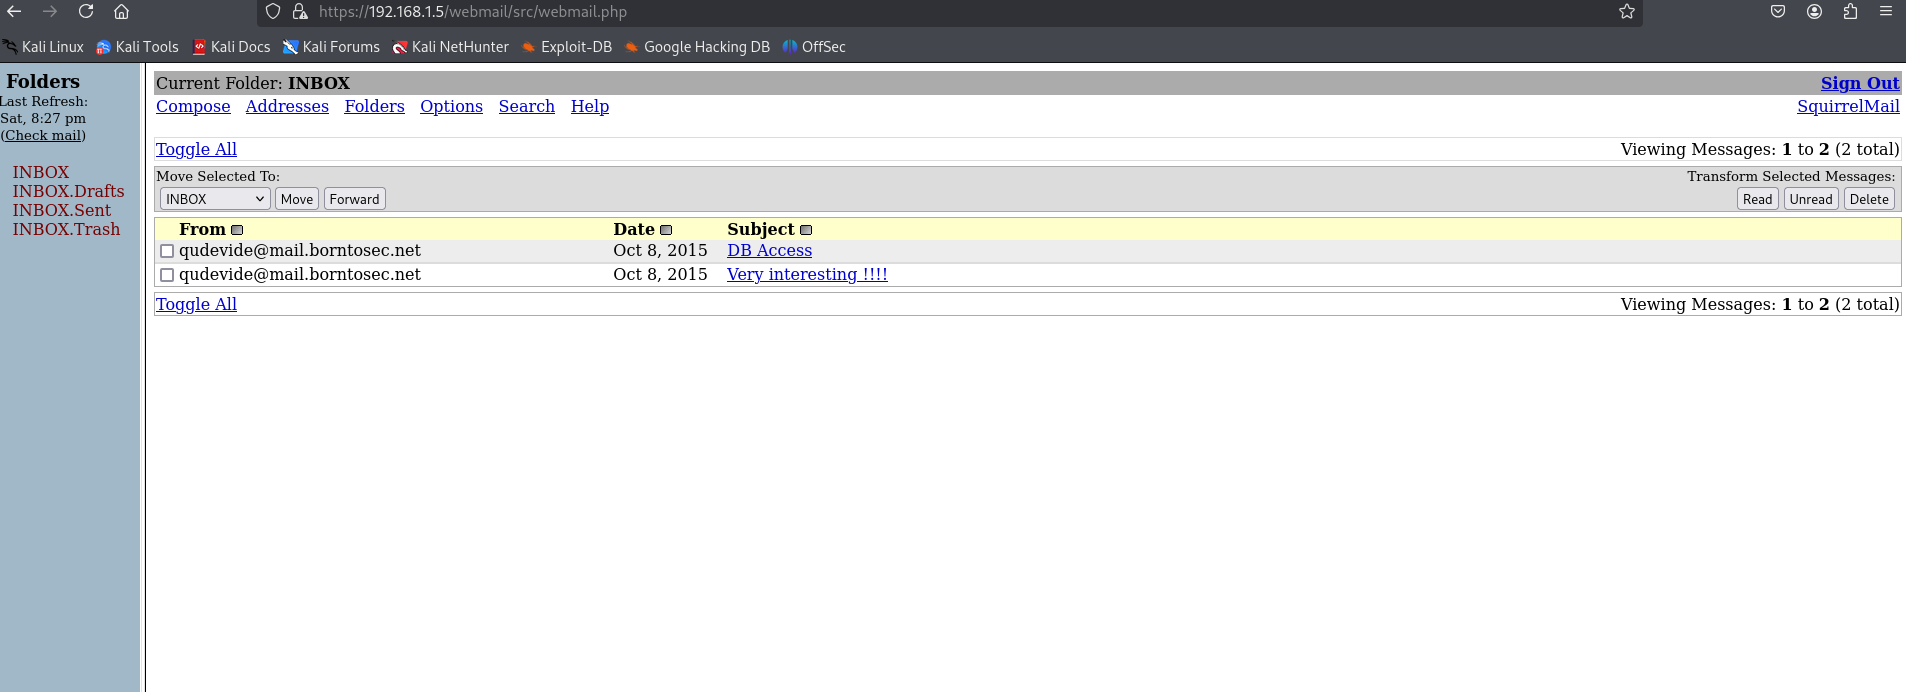 https://192.168.1.5/webmail/src/webmail.php
Kali Linux Kali Tools Kali Docs Kali Forums Kali NetHunter Exploit-DB Google Hacking DB OffSec
Folders
Last Refresh:
Sat, 8:27 pm
(Check mail)
INBOX
INBOX.Drafts
INBOX.Sent
INBOX.Trash
Current Folder: INBOX Sign Out
Compose Addresses Folders Options Search Help SquirrelMail
Toggle All Viewing Messages: 1 to 2 (2 total)
Move Selected To: Transform Selected Messages:
INBOX Move Forward Read Unread Delete
From Date Subject
qudevide@mail.borntosec.net Oct 8, 2015 DB Access
qudevide@mail.borntosec.net Oct 8, 2015 Very interesting !!!!
Toggle All Viewing Messages: 1 to 2 (2 total)